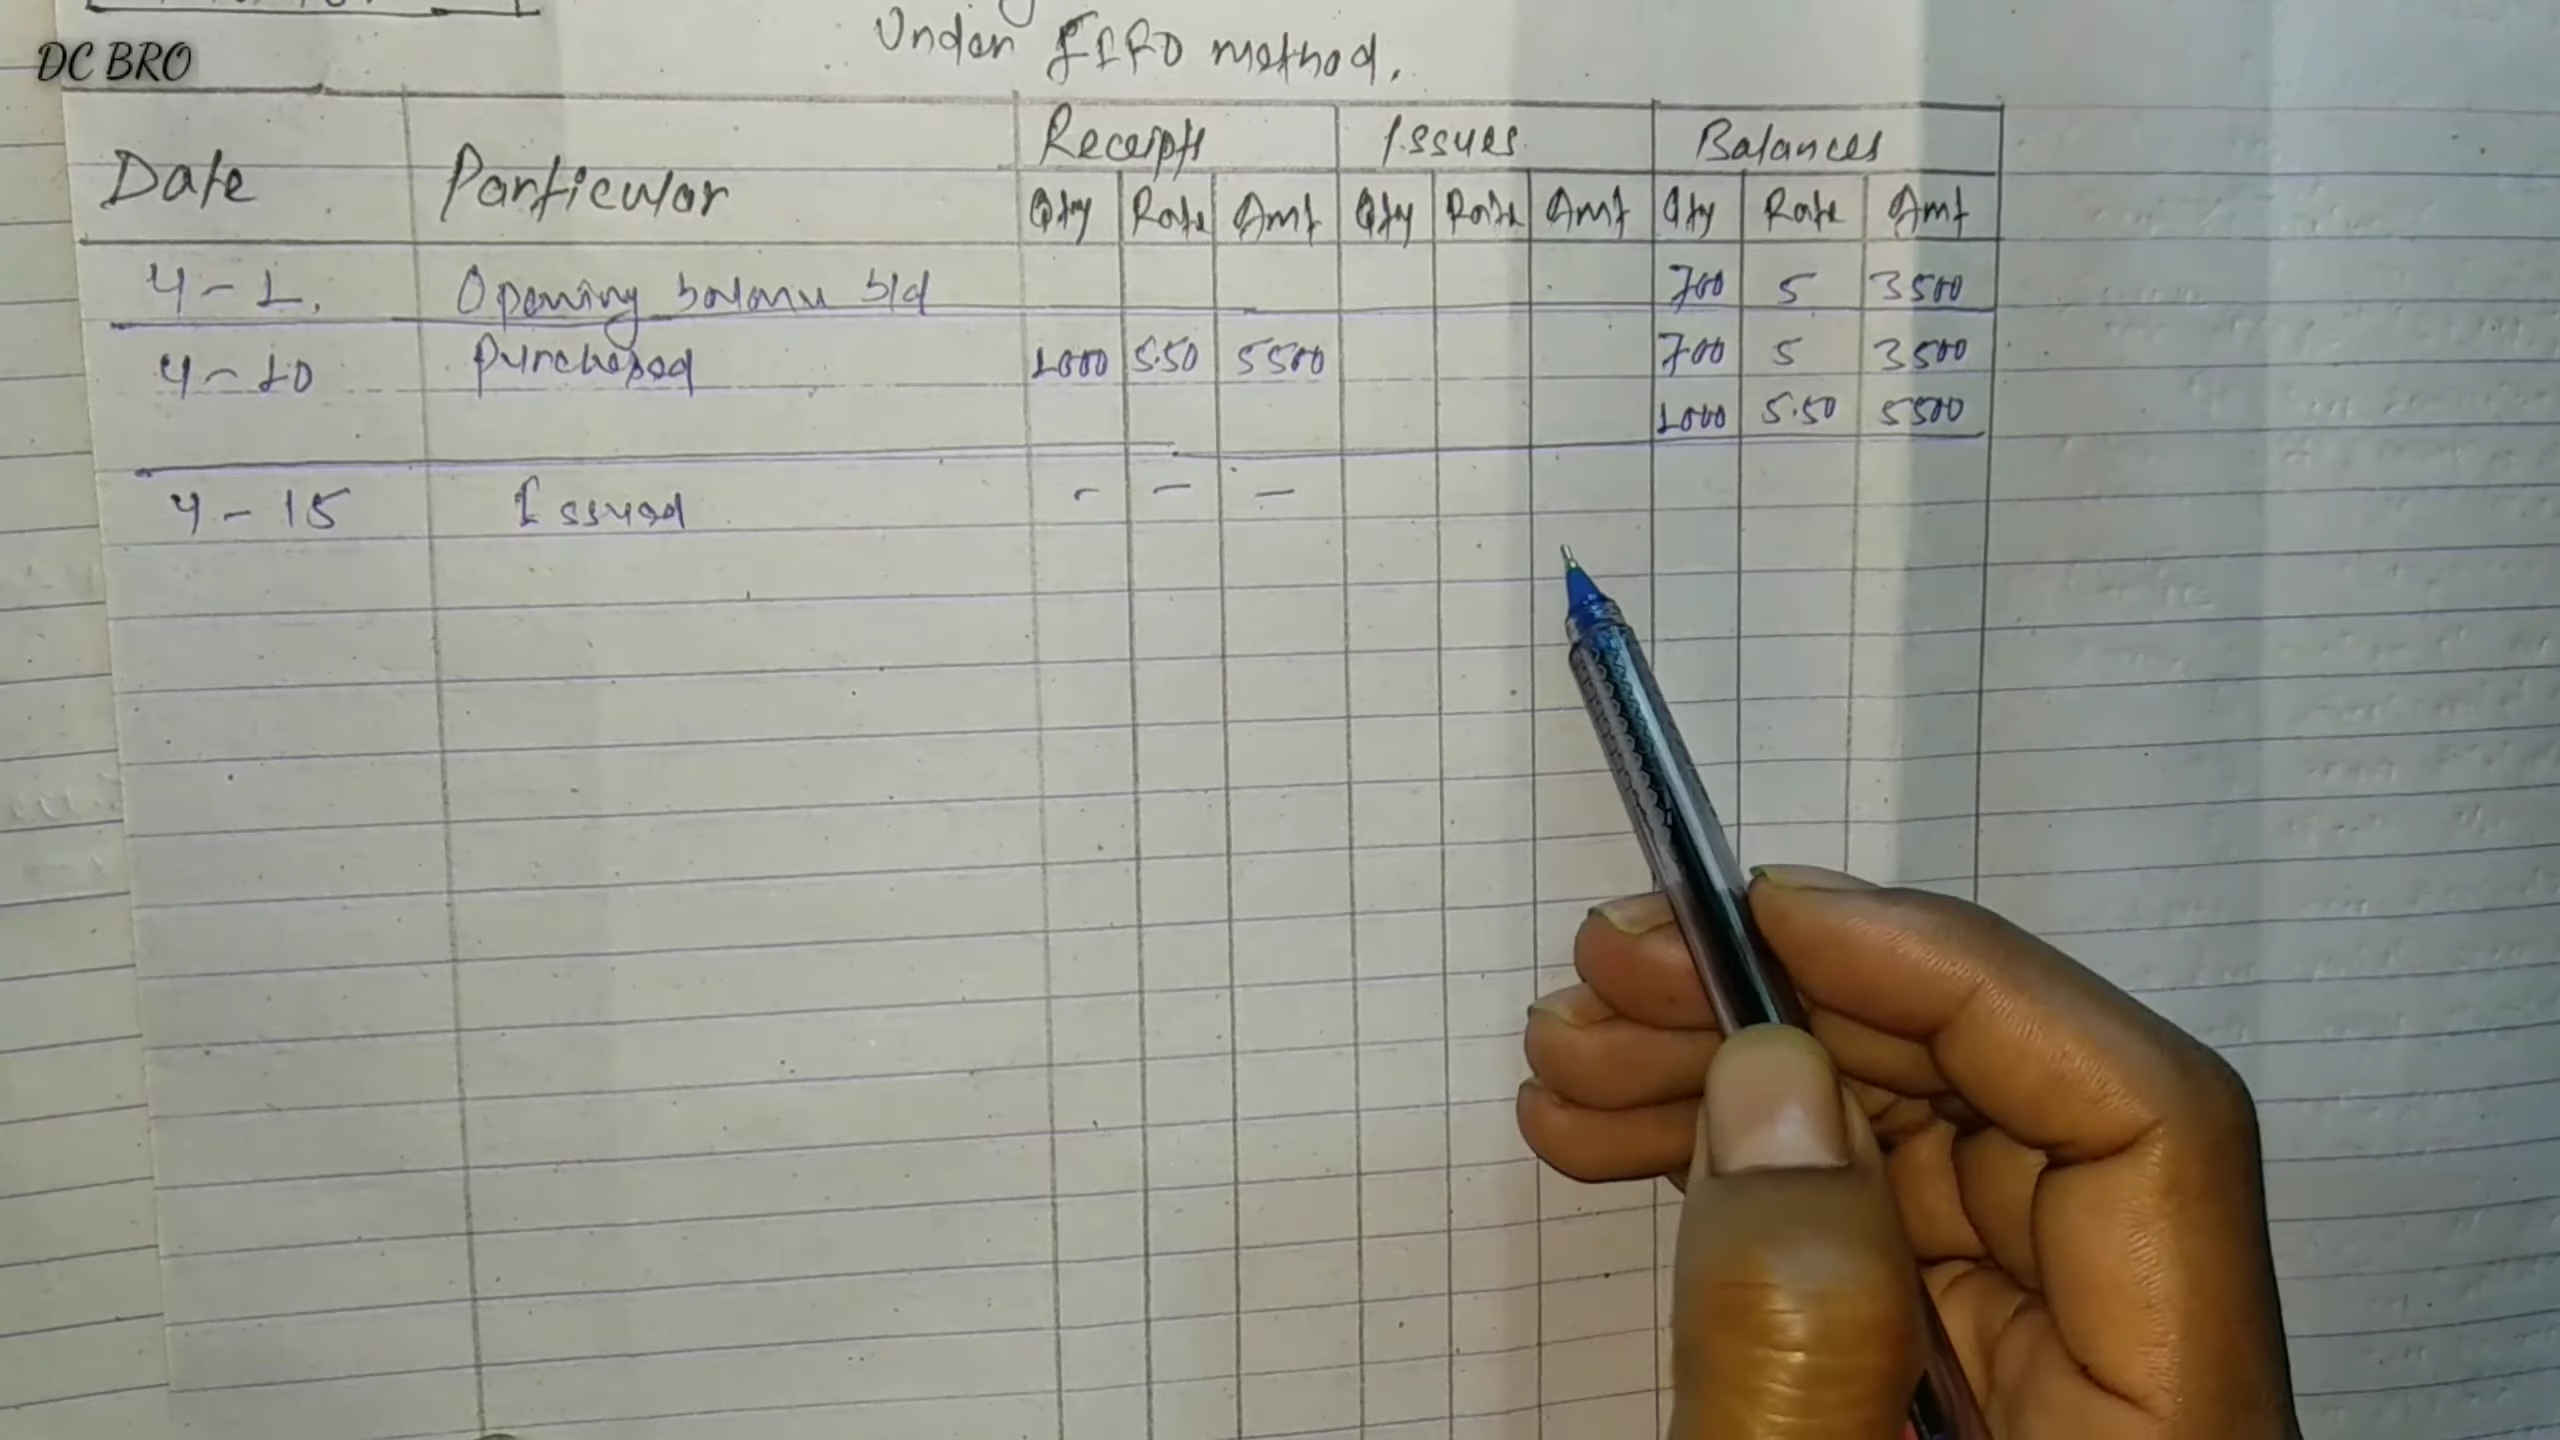 Under FIFO method.
DC BRO
Date Particular Receipts Issues Balances
Qty Rate Amt Qty Rate Amt Qty Rate Amt
4-1. Opening balanu b/d 700 5 3500
4-10 Purchased 1000 5.50 5500 700 5 3500
1000 5.50 5500
4-15 Issued - - -